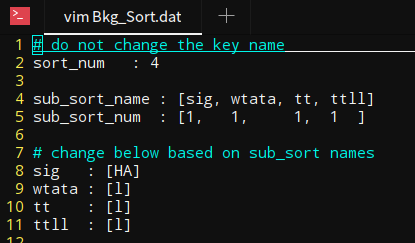 vim Bkg_Sort.dat
1 # do not change the key name
2 sort_num   : 4
3
4 sub_sort_name : [sig, wtata, tt, ttll]
5 sub_sort_num  : [1,   1,     1,  1  ]
6
7 # change below based on sub_sort names
8 sig   : [HA]
9 wtata : [l]
10 tt    : [l]
11 ttll  : [l]
12